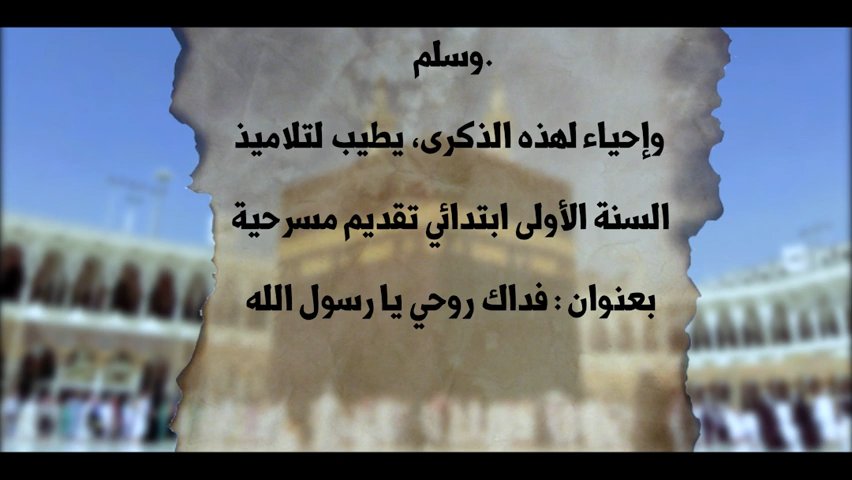 وسلم.
وإحياء لهذه الذكرى، يطيب لتلاميذ
السنة الأولى ابتدائي تقديم مسرحية
بعنوان : فداك روحي يا رسول الله